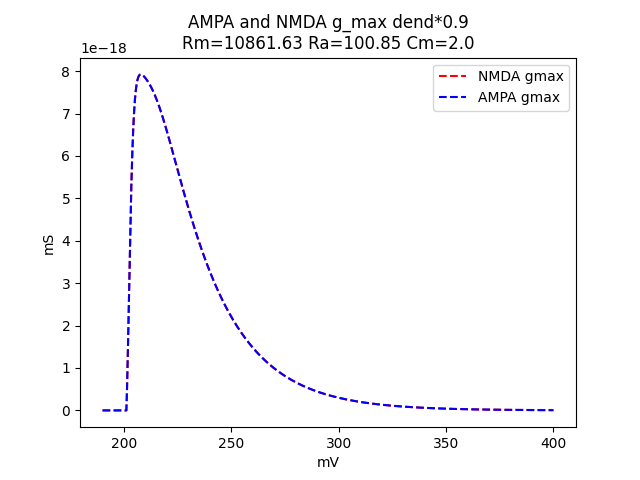 AMPA and NMDA g_max dend*0.9
Rm=10861.63 Ra=100.85 Cm=2.0
1e−18
NMDA gmax
AMPA gmax
8
7
6
5
4
3
2
1
0
mS
200
250
300
350
400
mV